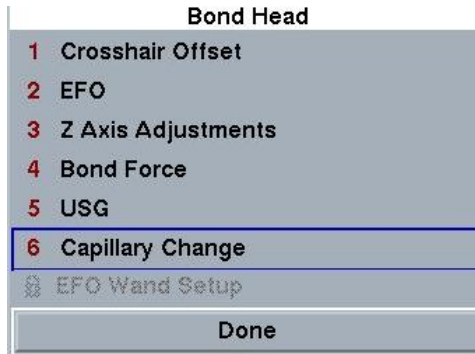 Bond Head
1 Crosshair Offset
2 EFO
3 Z Axis Adjustments
4 Bond Force
5 USG
6 Capillary Change
EFO Wand Setup
Done